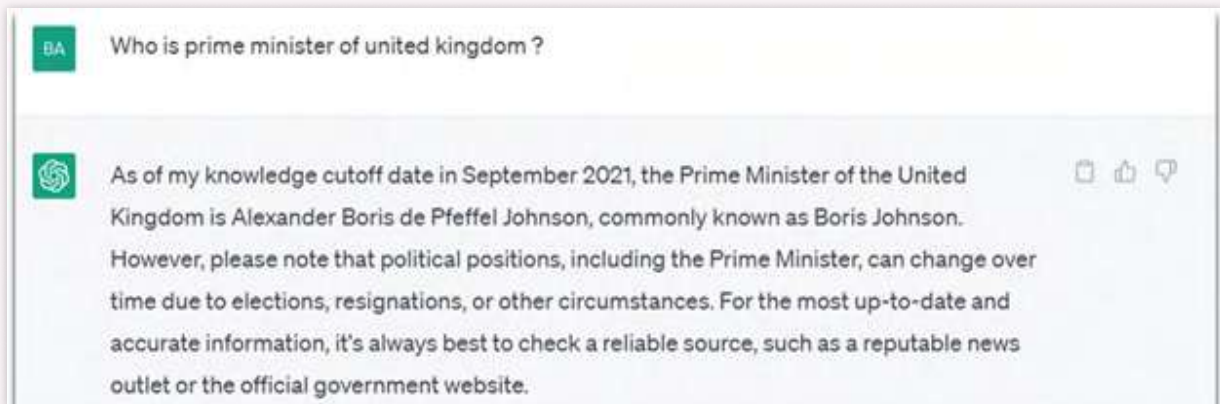 BA
Who is prime minister of united kingdom ?
As of my knowledge cutoff date in September 2021, the Prime Minister of the United
Kingdom is Alexander Boris de Pfeffel Johnson, commonly known as Boris Johnson.
However, please note that political positions, including the Prime Minister, can change over
time due to elections, resignations, or other circumstances. For the most up-to-date and
accurate information, it's always best to check a reliable source, such as a reputable news
outlet or the official government website.